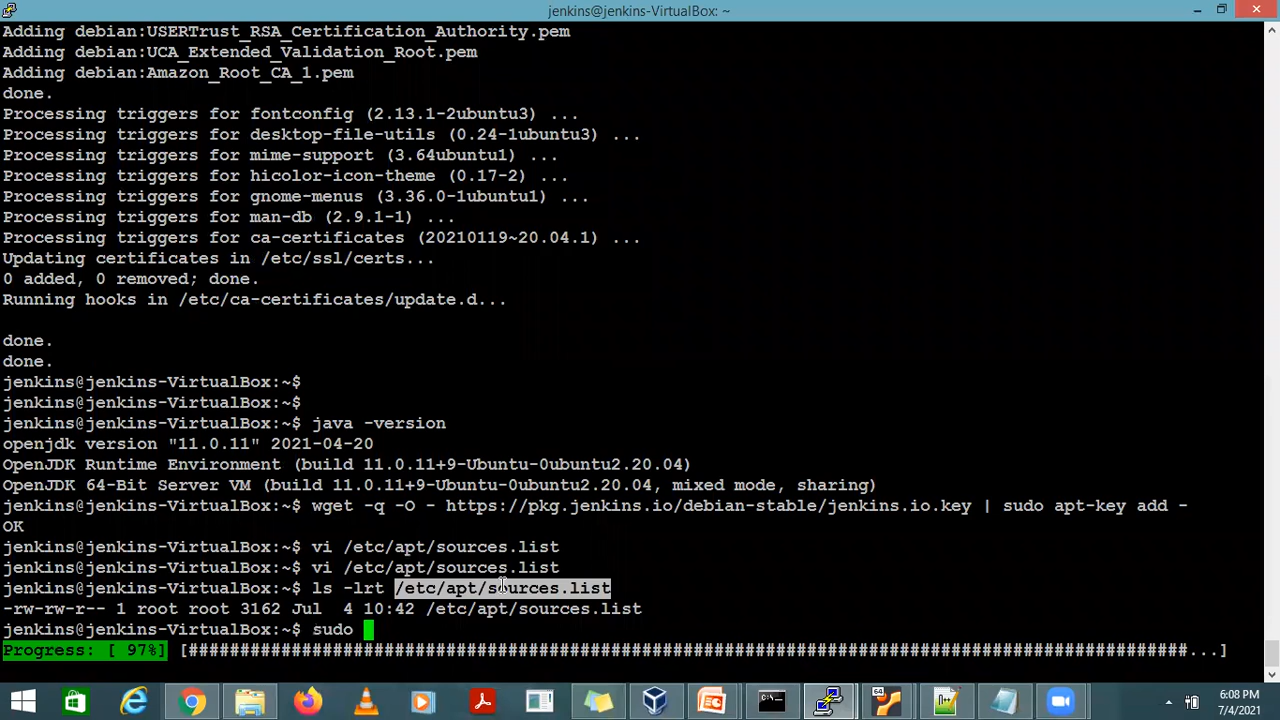 jenkins@jenkins-VirtualBox: ~
Adding debian:USERTrust_RSA_Certification_Authority.pem
Adding debian:UCA_Extended_Validation_Root.pem
Adding debian:Amazon_Root_CA_1.pem
done.
Processing triggers for fontconfig (2.13.1-2ubuntu3) ...
Processing triggers for desktop-file-utils (0.24-1ubuntu3) ...
Processing triggers for mime-support (3.64ubuntu1) ...
Processing triggers for hicolor-icon-theme (0.17-2) ...
Processing triggers for gnome-menus (3.36.0-1ubuntu1) ...
Processing triggers for man-db (2.9.1-1) ...
Processing triggers for ca-certificates (20210119~20.04.1) ...
Updating certificates in /etc/ssl/certs...
0 added, 0 removed; done.
Running hooks in /etc/ca-certificates/update.d...
done.
done.
jenkins@jenkins-VirtualBox:~$
jenkins@jenkins-VirtualBox:~$
jenkins@jenkins-VirtualBox:~$ java -version
openjdk version "11.0.11" 2021-04-20
OpenJDK Runtime Environment (build 11.0.11+9-Ubuntu-0ubuntu2.20.04)
OpenJDK 64-Bit Server VM (build 11.0.11+9-Ubuntu-0ubuntu2.20.04, mixed mode, sharing)
jenkins@jenkins-VirtualBox:~$ wget -q -O - https://pkg.jenkins.io/debian-stable/jenkins.io.key | sudo apt-key add -
OK
jenkins@jenkins-VirtualBox:~$ vi /etc/apt/sources.list
jenkins@jenkins-VirtualBox:~$ vi /etc/apt/sources.list
jenkins@jenkins-VirtualBox:~$ ls -lrt /etc/apt/sources.list
-rw-rw-r-- 1 root root 3162 Jul  4 10:42 /etc/apt/sources.list
jenkins@jenkins-VirtualBox:~$ sudo
Progress: [ 97%] [#################################################################################################...]
64
6:08 PM
7/4/2021